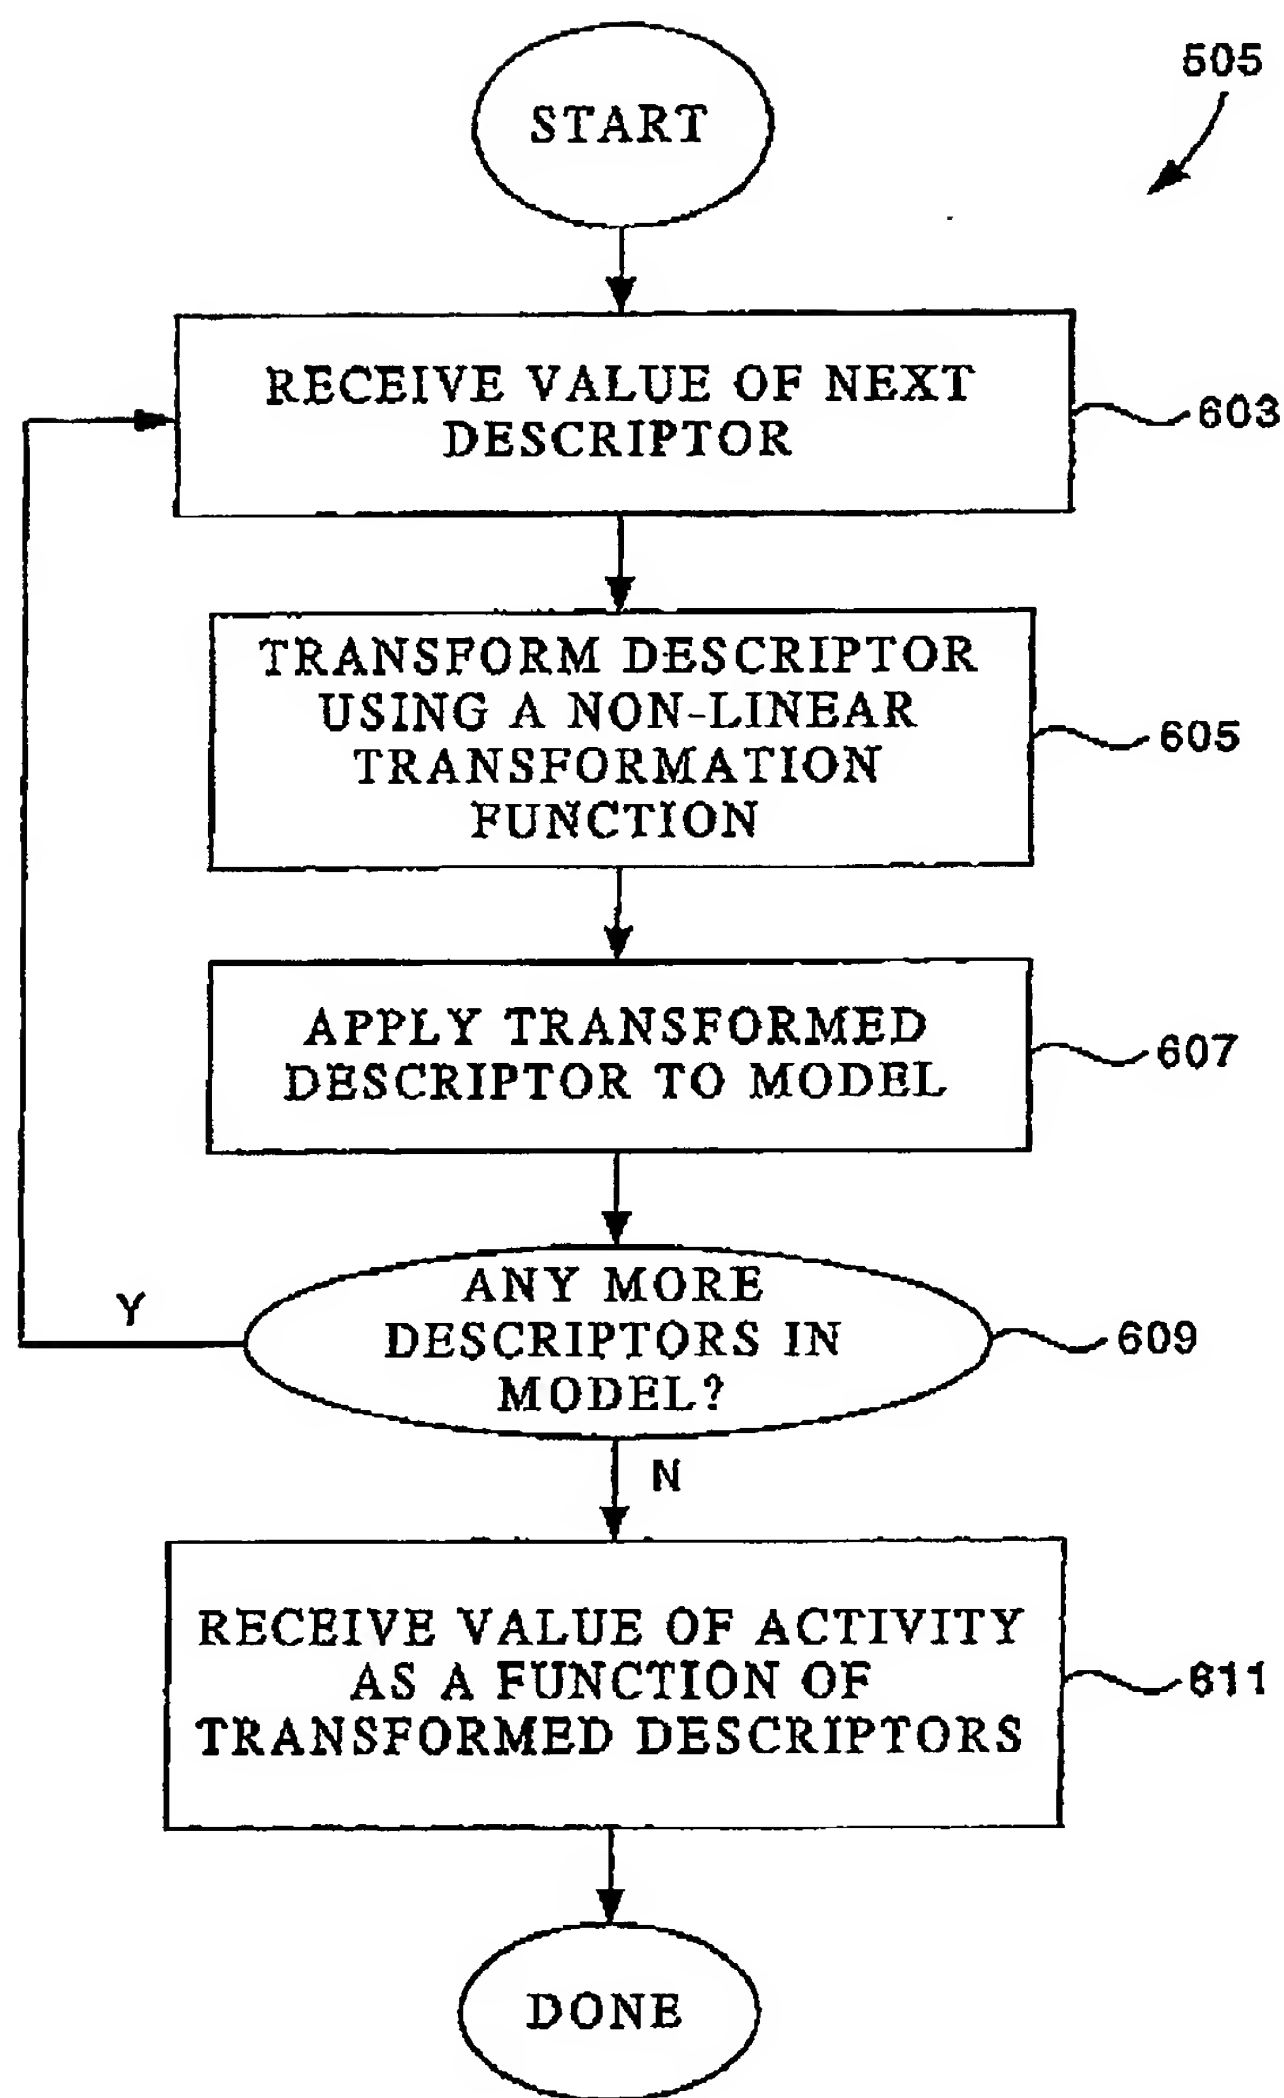 START
505
RECEIVE VALUE OF NEXT
DESCRIPTOR
603
TRANSFORM DESCRIPTOR
USING A NON-LINEAR
TRANSFORMATION
FUNCTION
605
APPLY TRANSFORMED
DESCRIPTOR TO MODEL
607
ANY MORE
DESCRIPTORS IN
MODEL?
609
Y
N
RECEIVE VALUE OF ACTIVITY
AS A FUNCTION OF
TRANSFORMED DESCRIPTORS
611
DONE